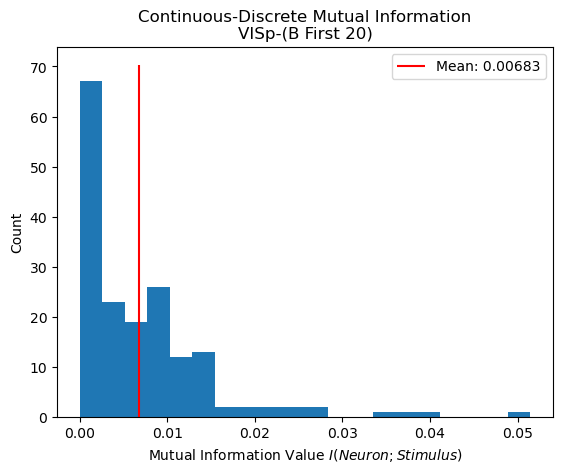 Continuous-Discrete Mutual Information
VISp-(B First 20)
Mean: 0.00683
70
60
50
40
30
20
10
0
Count
0.00 0.01 0.02 0.03 0.04 0.05
Mutual Information Value I(Neuron; Stimulus)